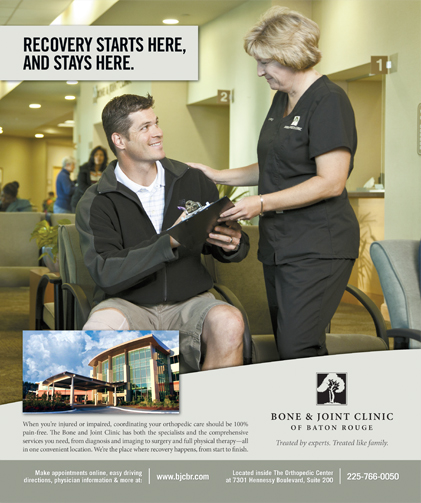 RECOVERY STARTS HERE,
AND STAYS HERE.
1
2
BONE & JOINT CLINIC
OF BATON ROUGE
Treated by experts. Treated like family.
When you're injured or impaired, coordinating your orthopedic care should be 100%
pain-free. The Bone and Joint Clinic has both the specialists and the comprehensive
services you need, from diagnosis and imaging to surgery and full physical therapy—all
in one convenient location. We're the place where recovery happens, from start to finish.
Make appointments online, easy driving
directions, physician information & more at:
www.bjcbr.com
Located inside The Orthopedic Center
at 7301 Hennessy Boulevard, Suite 200
225-766-0050